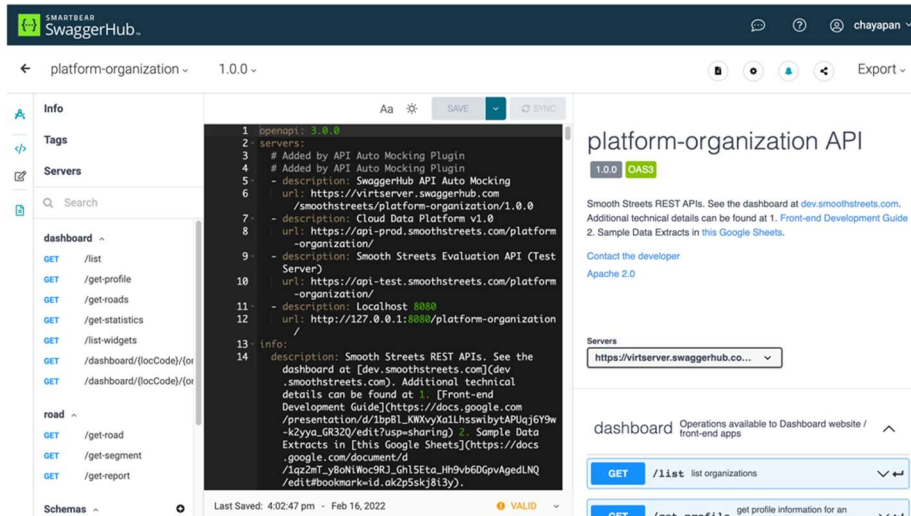 SMARTBEAR
SwaggerHub
chayapan
platform-organization
1.0.0
Export
Info
Tags
Servers
Search
dashboard
GET /list
GET /get-profile
GET /get-roads
GET /get-statistics
GET /list-widgets
GET /dashboard/{locCode}/{or
GET /dashboard/{locCode}/{or
road
GET /get-road
GET /get-segment
GET /get-report
Schemas
Aa SAVE SYNC
1 openapi: 3.0.0
2 servers:
3 # Added by API Auto Mocking Plugin
4 # Added by API Auto Mocking Plugin
5 - description: SwaggerHub API Auto Mocking
6 url: https://virtserver.swaggerhub.com
/smoothstreets/platform-organization/1.0.0
7 - description: Cloud Data Platform v1.0
8 url: https://api-prod.smoothstreets.com/platform
-organization/
9 - description: Smooth Streets Evaluation API (Test
Server)
10 url: https://api-test.smoothstreets.com/platform
-organization/
11 - description: Localhost 8080
12 url: http://127.0.0.1:8080/platform-organization
/
13 info:
14 description: Smooth Streets REST APIs. See the
dashboard at [dev.smoothstreets.com](dev
.smoothstreets.com). Additional technical
details can be found at 1. [Front-end
Development Guide](https://docs.google.com
-k2yya_GR32Q/edit?usp=sharing) 2. Sample Data
Extracts in [this Google Sheets](https://docs
.google.com/document/d
/edit#bookmark=id.ak2p5skj8i3y).
Last Saved: 4:02:47 pm - Feb 16, 2022
VALID
platform-organization API
1.0.0 OAS3
Smooth Streets REST APIs. See the dashboard at dev.smoothstreets.com.
Additional technical details can be found at 1. Front-end Development Guide
2. Sample Data Extracts in this Google Sheets.
Contact the developer
Apache 2.0
Servers
https://virtserver.swaggerhub.co...
dashboard Operations available to Dashboard website /
front-end apps
GET /list list organizations
get profile information for an